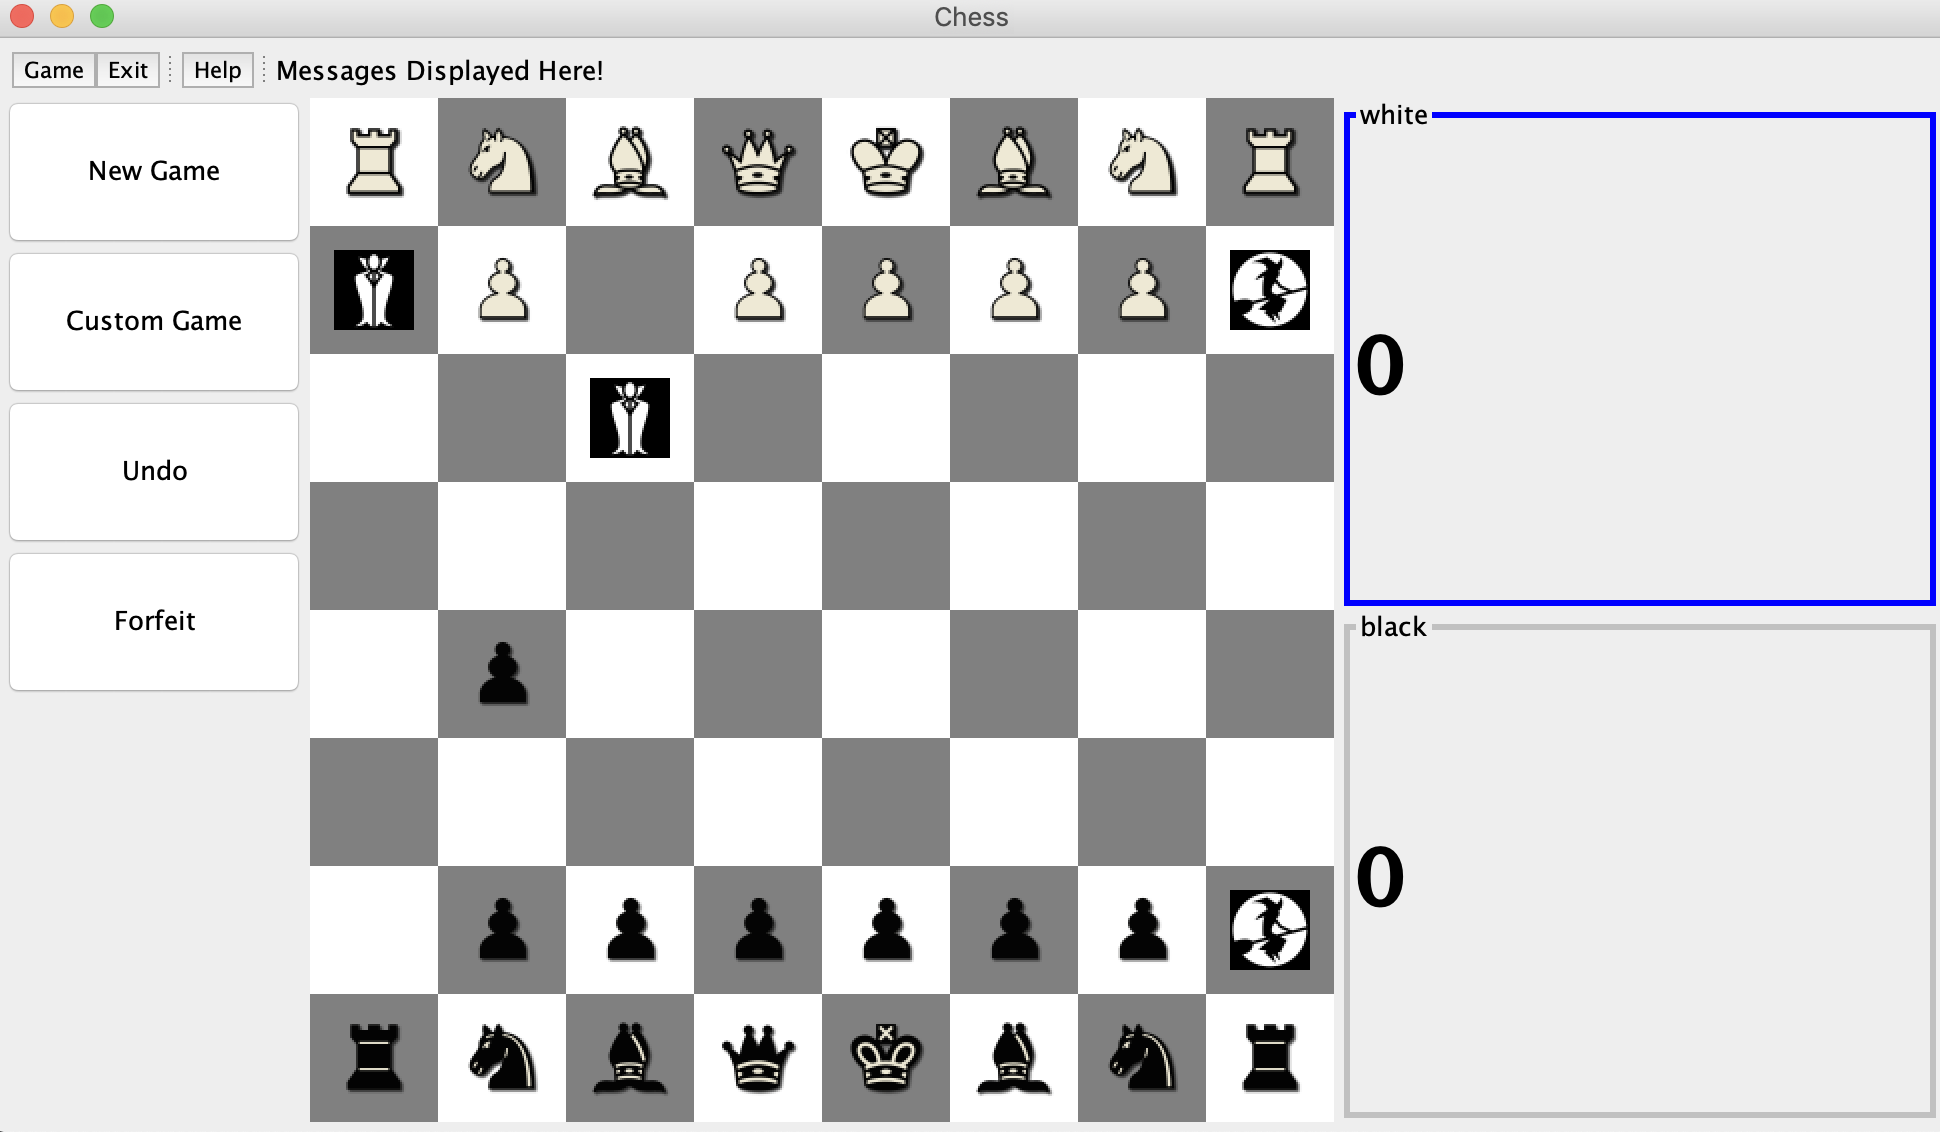 Chess
Game Exit Help Messages Displayed Here!
New Game
Custom Game
Undo
Forfeit
white
0
black
0